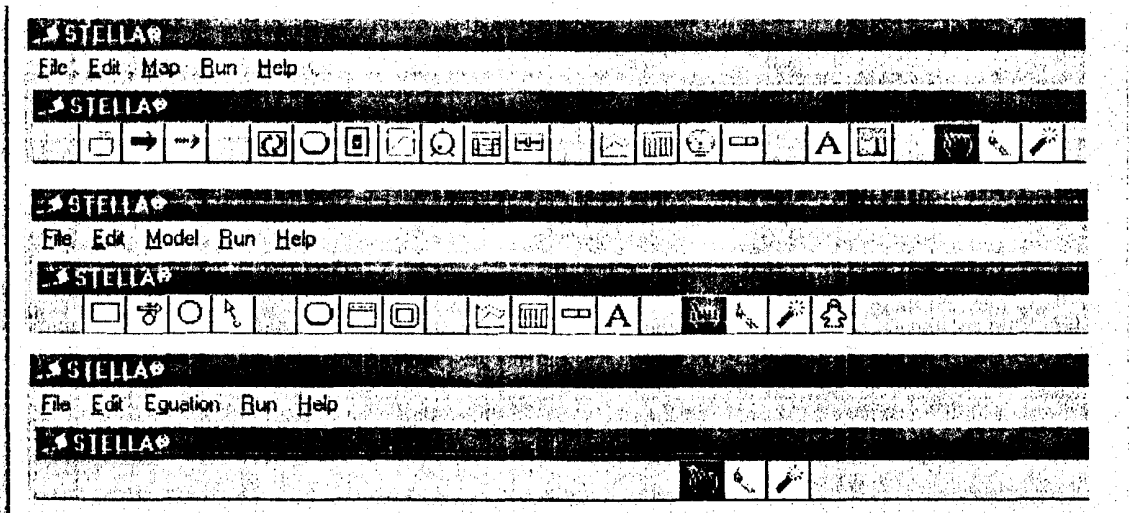 STELLA®
File Edit Map Run Help
STELLA®
A
STELLA®
File Edit Model Run Help
STELLA®
A
STELLA®
File Edit Equation Run Help
STELLA®